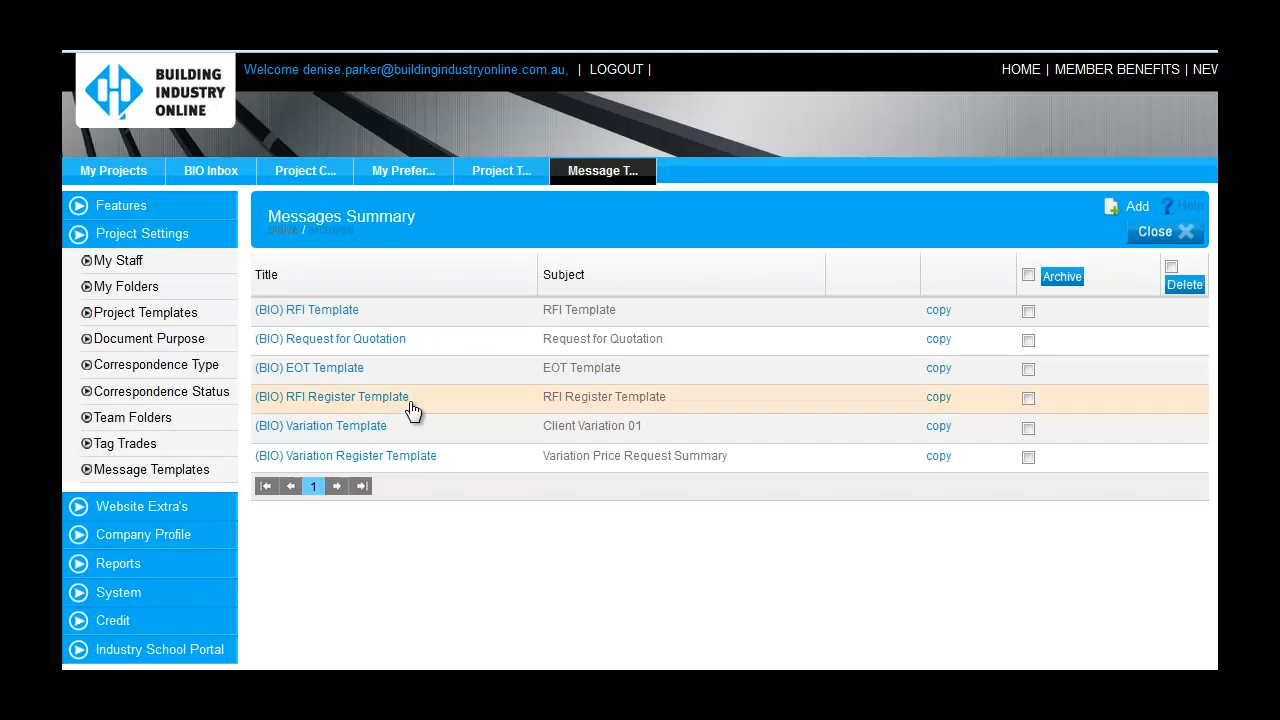 BUILDING
INDUSTRY
ONLINE
Welcome denise.parker@buildingindustryonline.com.au, | LOGOUT |
HOME | MEMBER BENEFITS | NEW
My Projects BIO Inbox Project C... My Prefer... Project T... Message T...
Features
Project Settings
My Staff
My Folders
Project Templates
Document Purpose
Correspondence Type
Correspondence Status
Team Folders
Tag Trades
Message Templates
Website Extra's
Company Profile
Reports
System
Credit
Industry School Portal
Messages Summary
active / archived
Add Help
Close
Title Subject Archive Delete
(BIO) RFI Template RFI Template copy
(BIO) Request for Quotation Request for Quotation copy
(BIO) EOT Template EOT Template copy
(BIO) RFI Register Template RFI Register Template copy
(BIO) Variation Template Client Variation 01 copy
(BIO) Variation Register Template Variation Price Request Summary copy
1